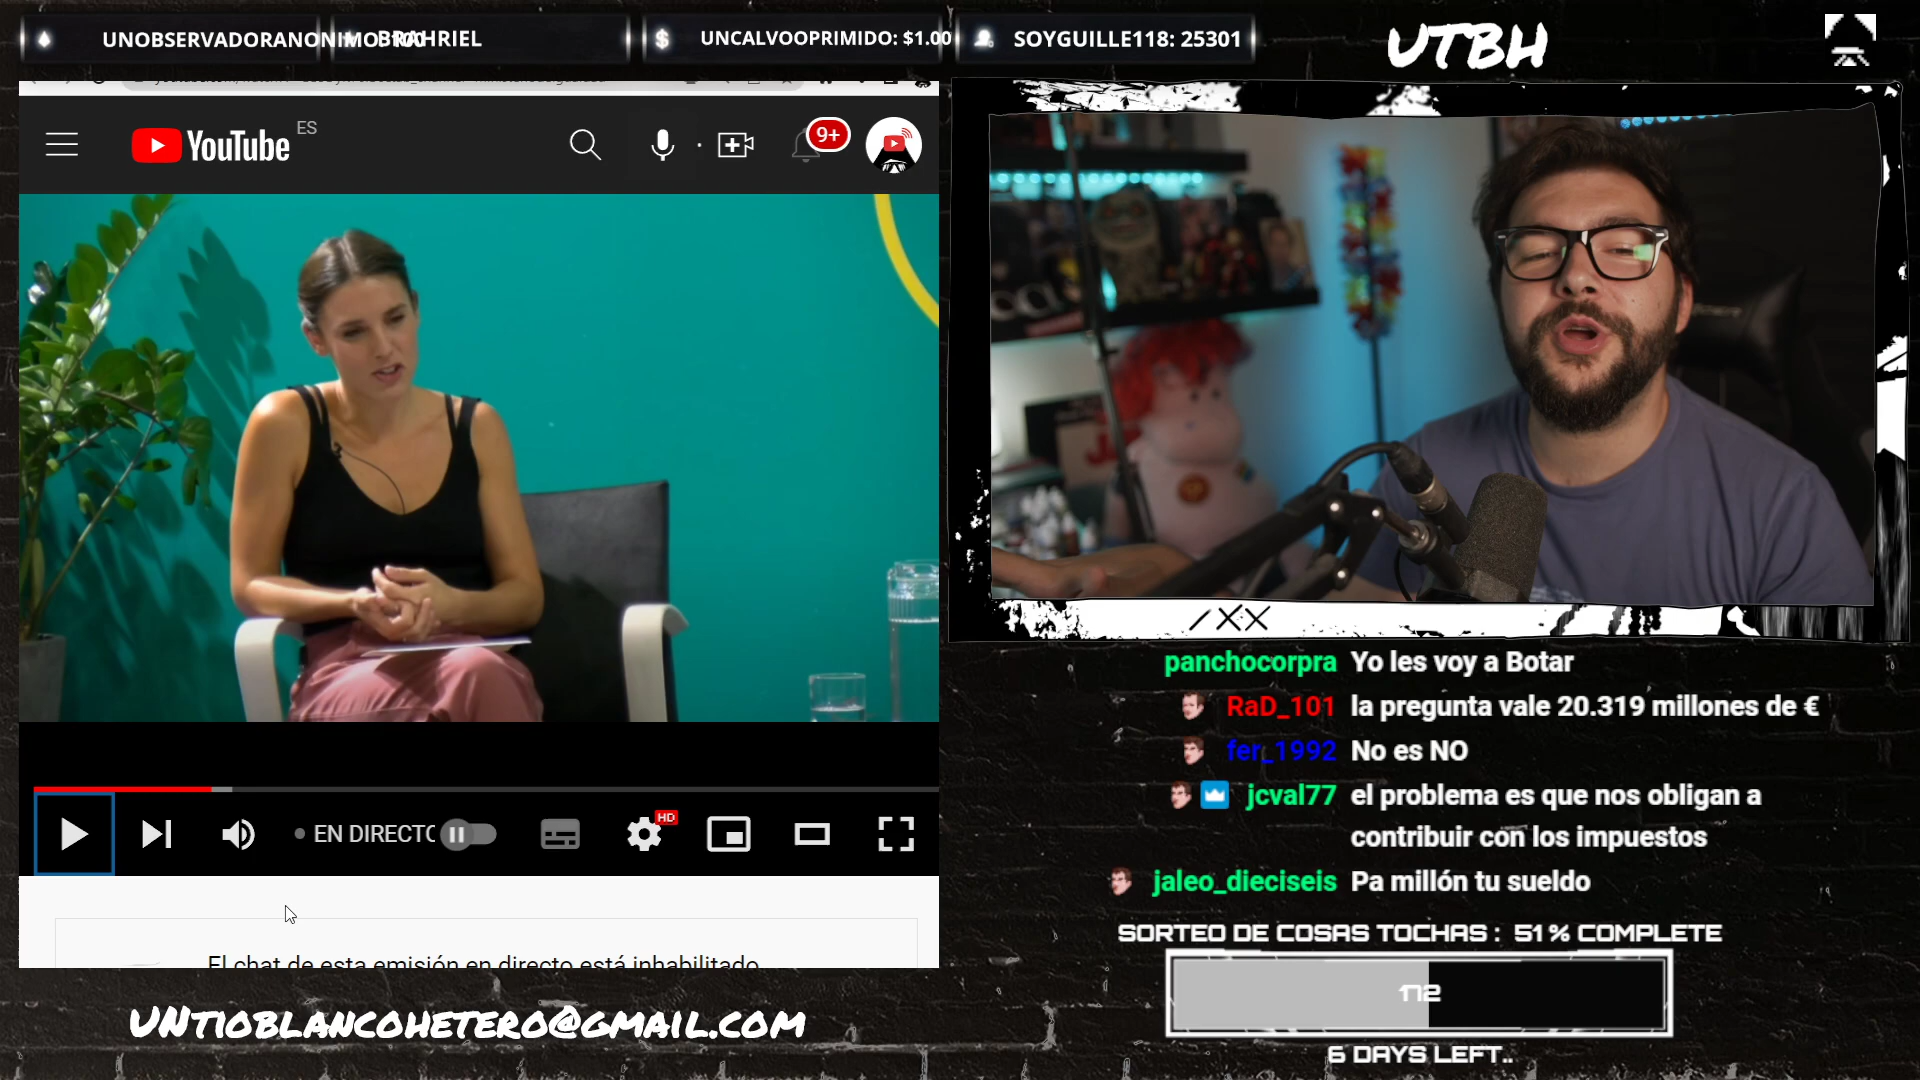 BRAHRIEL
UNCALVOOPRIMIDO: $1.00
SOYGUILLE118: 25301
UTBH
YouTube
ES
9+
EN DIRECTO
HD
El chat de esta emisión en directo está inhabilitado
panchocorpra Yo les voy a Botar
RaD_101 la pregunta vale 20.319 millones de €
fer_1992 No es NO
jcval77 el problema es que nos obligan a
contribuir con los impuestos
jaleo_dieciseis Pa millón tu sueldo
SORTEO DE COSAS TOCHAS : 51% COMPLETE
172
6 DAYS LEFT..
UNTIOBLANCOHETERO@GMAIL.COM